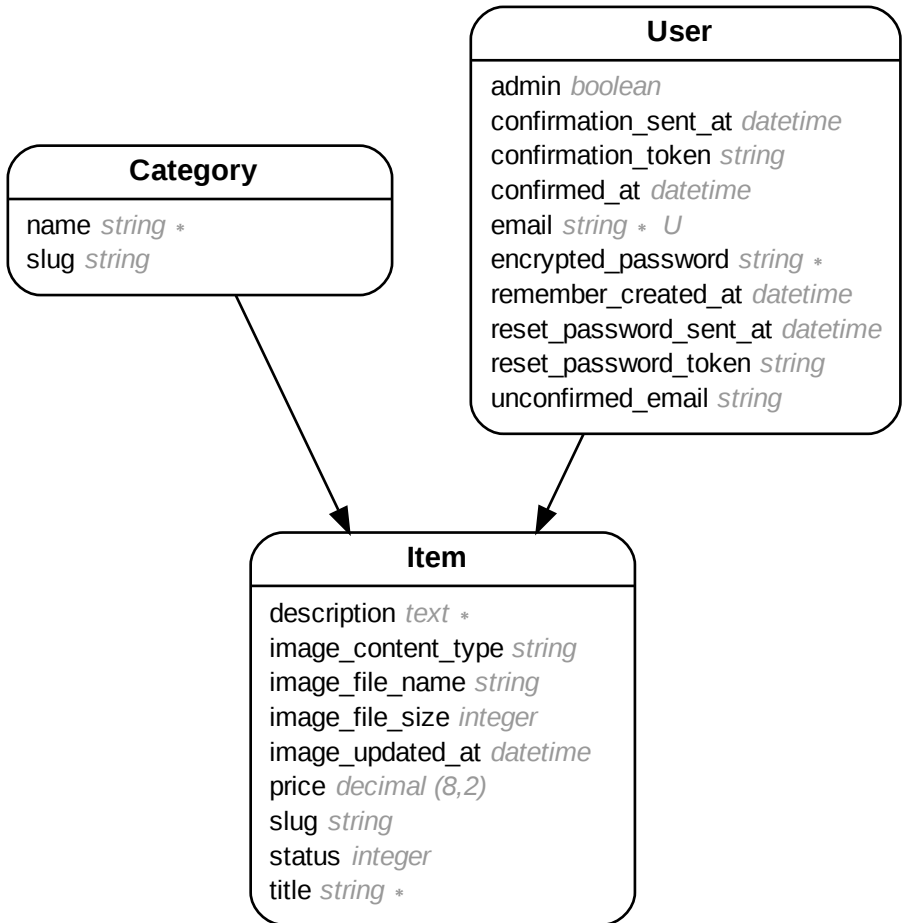 User
admin boolean
confirmation_sent_at datetime
confirmation_token string
confirmed_at datetime
email string * U
encrypted_password string *
remember_created_at datetime
reset_password_sent_at datetime
reset_password_token string
unconfirmed_email string
Category
name string *
slug string
Item
description text *
image_content_type string
image_file_name string
image_file_size integer
image_updated_at datetime
price decimal (8,2)
slug string
status integer
title string *